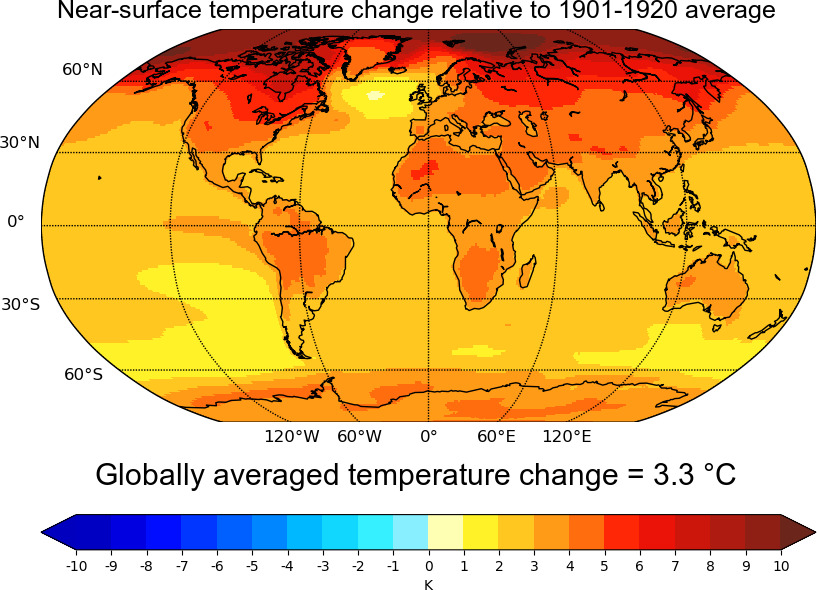 Near-surface temperature change relative to 1901-1920 average
60°N
30°N
0°
30°S
60°S
120°W 60°W 0° 60°E 120°E
Globally averaged temperature change = 3.3 °C
-10 -9 -8 -7 -6 -5 -4 -3 -2 -1 0 1 2 3 4 5 6 7 8 9 10
K